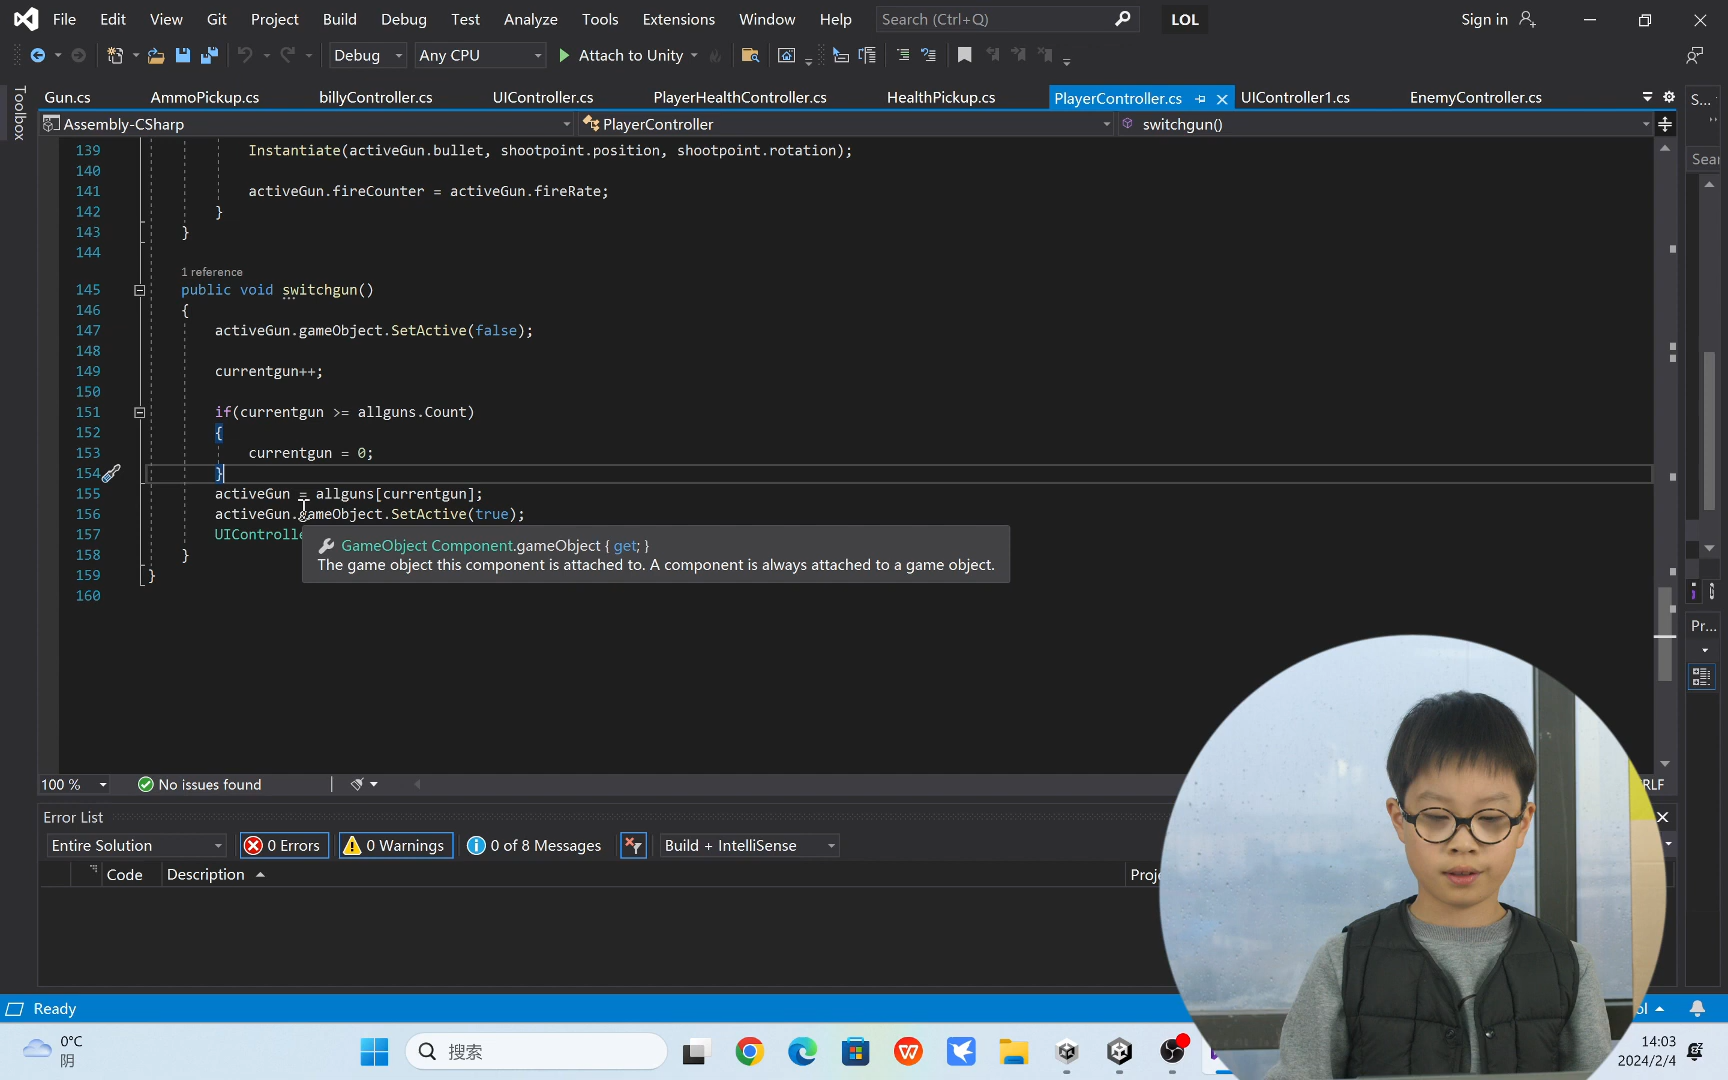 File Edit View Git Project Build Debug Test Analyze Tools Extensions Window Help Search (Ctrl+Q) LOL Sign in
Debug Any CPU Attach to Unity
Toolbox
Gun.cs AmmoPickup.cs billyController.cs UIController.cs PlayerHealthController.cs HealthPickup.cs PlayerController.cs UIController1.cs EnemyController.cs S...
Assembly-CSharp PlayerController switchgun()
Sear
139 Instantiate(activeGun.bullet, shootpoint.position, shootpoint.rotation);
140
141 activeGun.fireCounter = activeGun.fireRate;
142 }
143 }
144
1 reference
145 public void switchgun()
146 {
147 activeGun.gameObject.SetActive(false);
148
149 currentgun++;
150
151 if(currentgun >= allguns.Count)
152 {
153 currentgun = 0;
154 }
155 activeGun = allguns[currentgun];
156 activeGun.gameObject.SetActive(true);
157 UIControlle
GameObject Component.gameObject { get; }
158 }
The game object this component is attached to. A component is always attached to a game object.
159 }
160
Pr...
100 % No issues found RLF
Error List
Entire Solution 0 Errors 0 Warnings 0 of 8 Messages Build + IntelliSense
Code Description Proje
Ready
0°C
阴
搜索
14:03
2024/2/4